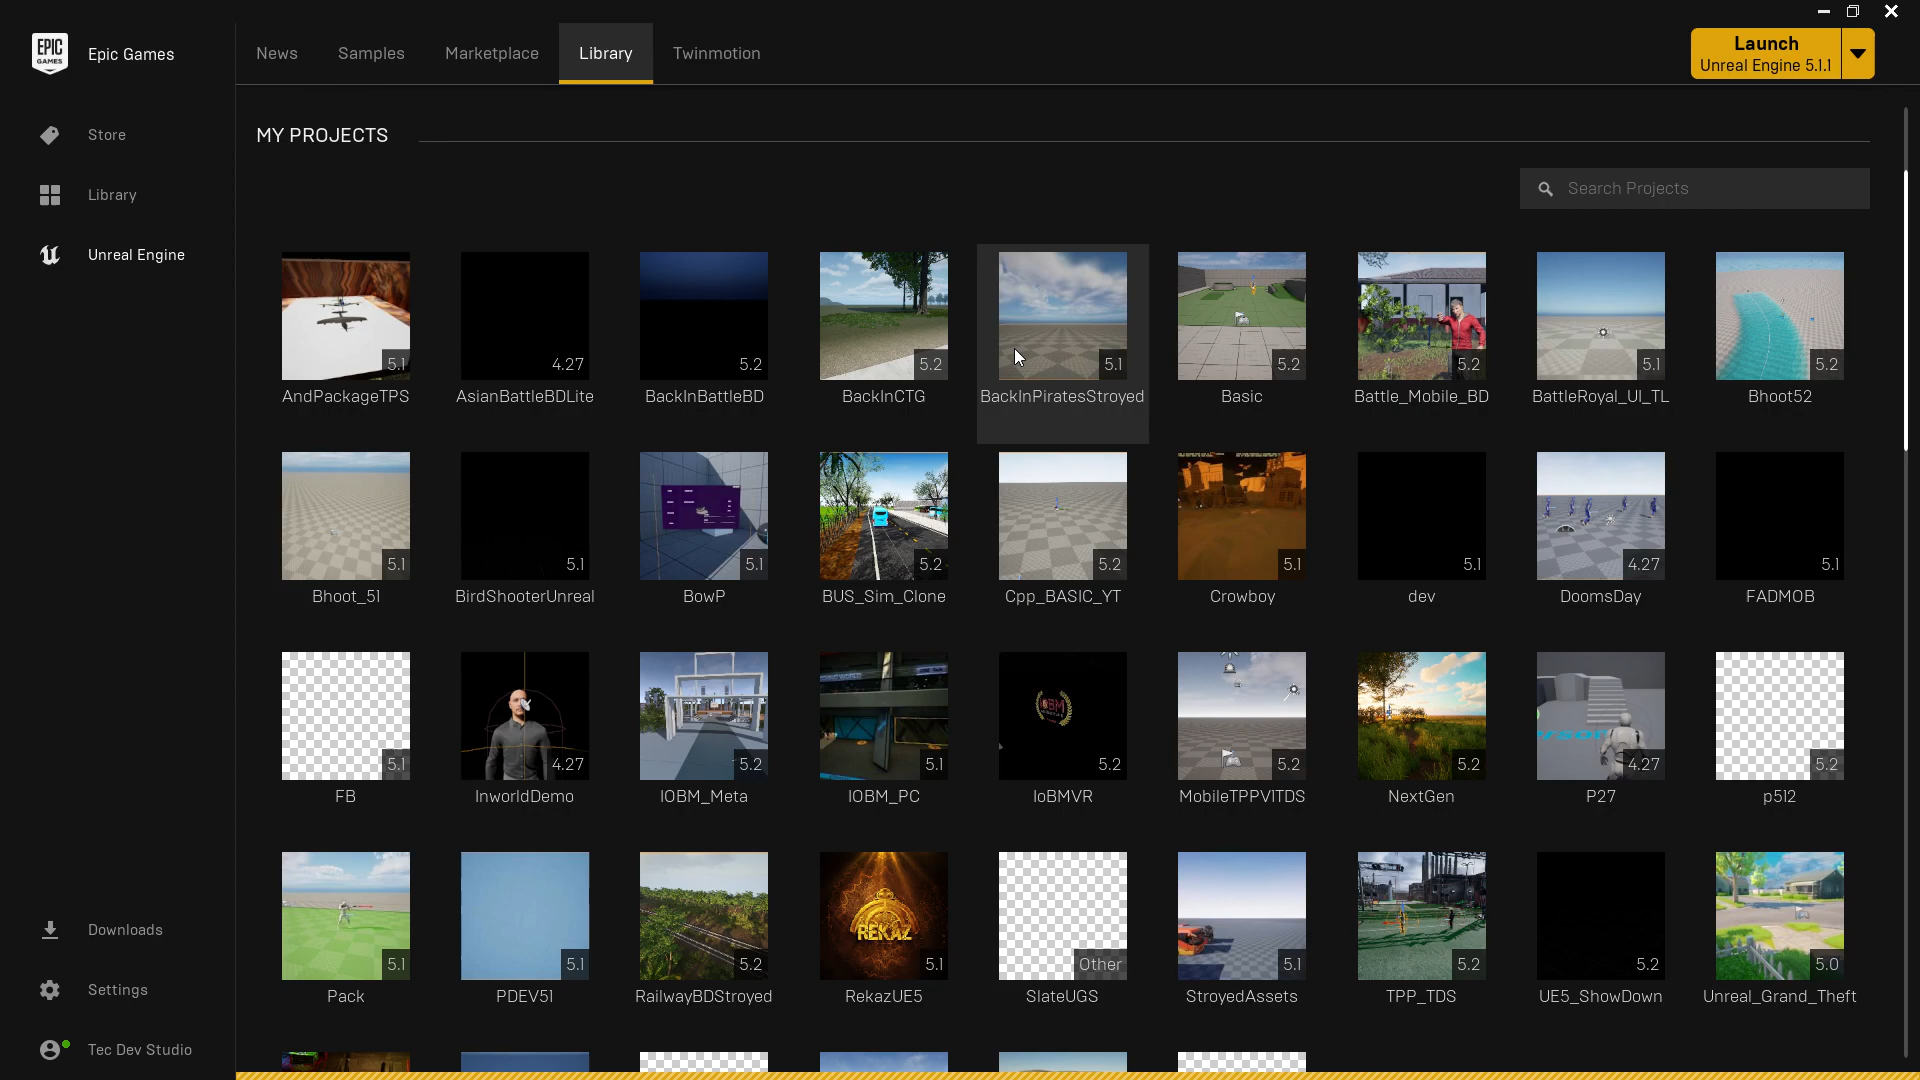 EPIC
GAMES
Epic Games
News
Samples
Marketplace
Library
Twinmotion
Launch
Unreal Engine 5.1.1
Store
Library
Unreal Engine
Downloads
Settings
Tec Dev Studio
MY PROJECTS
Search Projects
5.1
4.27
5.2
5.2
5.1
5.2
5.2
5.1
5.2
AndPackageTPS
AsianBattleBDLite
BackInBattleBD
BackInCTG
BackInPiratesStroyed
Basic
Battle_Mobile_BD
BattleRoyal_UI_TL
Bhoot52
5.1
5.1
5.1
5.2
5.2
5.1
5.1
4.27
5.1
Bhoot_51
BirdShooterUnreal
BowP
BUS_Sim_Clone
Cpp_BASIC_YT
Crowboy
dev
DoomsDay
FADMOB
5.1
4.27
5.2
5.1
5.2
5.2
5.2
4.27
5.2
FB
InworldDemo
IOBM_Meta
IOBM_PC
IoBMVR
MobileTPPV1TDS
NextGen
P27
p512
REKAZ
5.1
5.1
5.2
5.1
Other
5.1
5.2
5.2
5.0
Pack
PDEV51
RailwayBDStroyed
RekazUE5
SlateUGS
StroyedAssets
TPP_TDS
UE5_ShowDown
Unreal_Grand_Theft